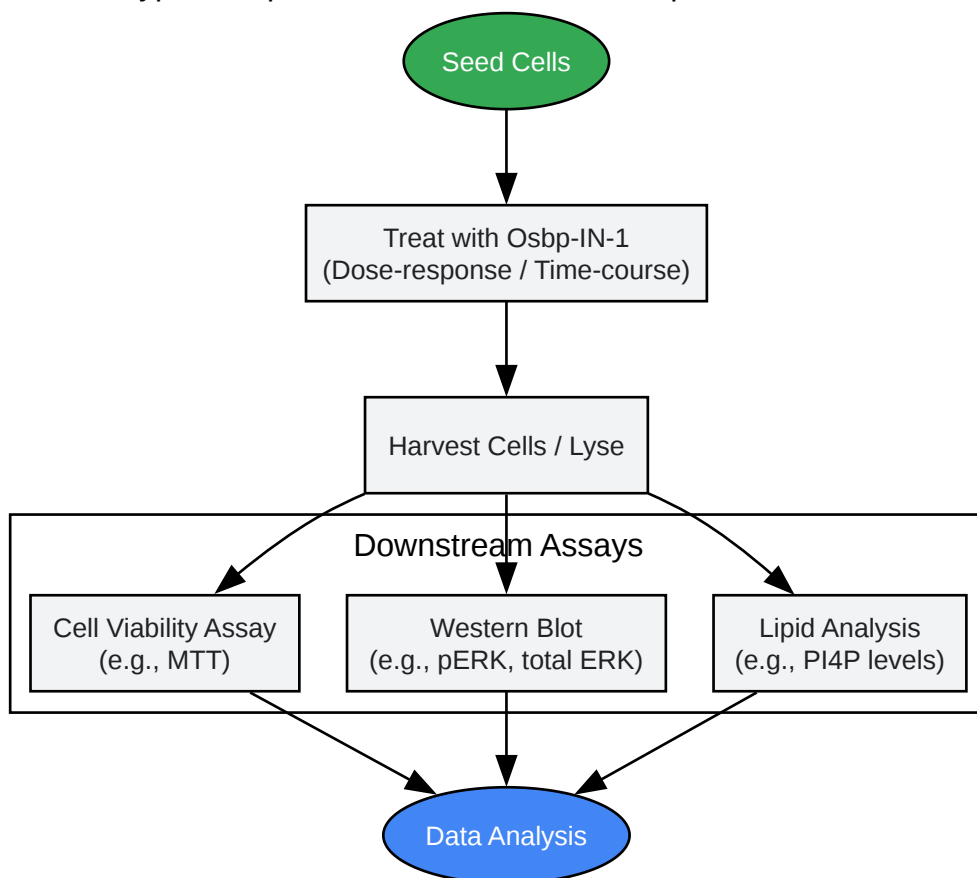 Seed Cells
Treat with Osbp-IN-1
(Dose-response / Time-course)
Harvest Cells / Lyse
Downstream Assays
Cell Viability Assay
(e.g., MTT)
Western Blot
(e.g., pERK, total ERK)
Lipid Analysis
(e.g., PI4P levels)
Data Analysis